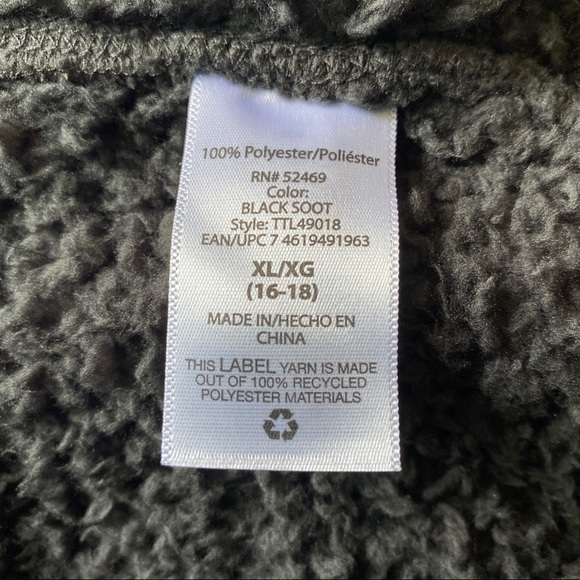 100% Polyester/Poliéster
RN# 52469
Color:
BLACK SOOT
Style: TTL49018
EAN/UPC 7 4619491963
XL/XG
(16-18)
MADE IN/HECHO EN
CHINA
THIS LABEL YARN IS MADE
OUT OF 100% RECYCLED
POLYESTER MATERIALS